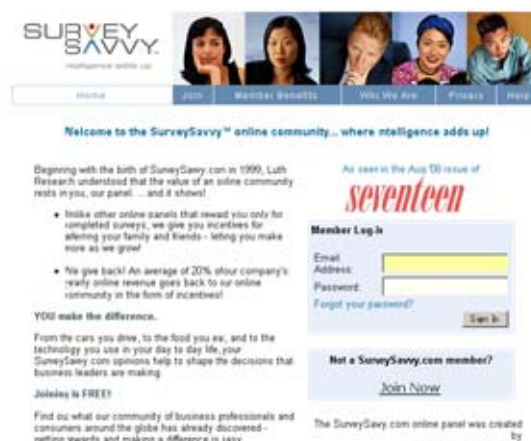 SURVEY
SAVVY.
intelligence adds up
Home Join Member Benefits Who We Are Privacy Help
Welcome to the SurveySavvy™ online community... where ntelligence adds up!
Beginning with the birth of SurveySavvy.com in 1999, Luth
Research understood that the value of an online community
rests in you, our panel. ...and it shows!
Unlike other online panels that reward you only for
completed surveys, we give you incentives for
referring your family and friends - letting you make
more as we grow!
We give back! An average of 20% of our company's
yearly online revenue goes back to our online
community in the form of incentives!
YOU make the difference.
From the cars you drive, to the food you eat, and to the
technology you use in your day to day life, your
SurveySavvy.com opinions help to shape the decisions that
business leaders are making.
Joining is FREE!
Find out what our community of business professionals and
consumers around the globe has already discovered -
getting rewards and making a difference is easy
As seen in the Aug '06 issue of
seventeen
Member Log-in
Email
Address:
Password:
Forgot your password?
Sign In
Not a SurveySavvy.com member?
Join Now
The SurveySavvy.com online panel was created
by